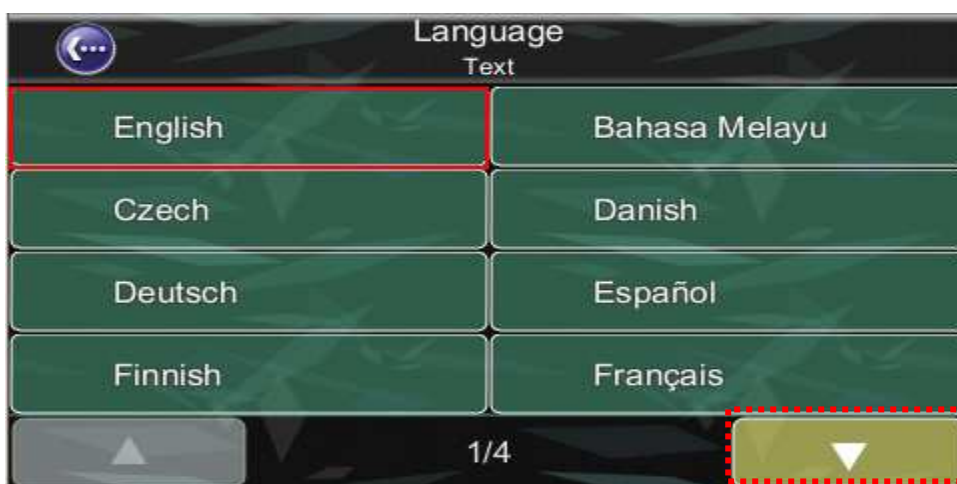 Language
Text
English
Bahasa Melayu
Czech
Danish
Deutsch
Español
Finnish
Français
1/4